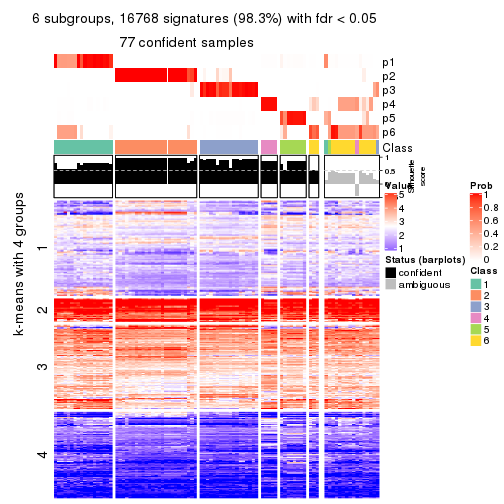 6 subgroups, 16768 signatures (98.3%) with fdr < 0.05
77 confident samples
p1
p2
p3
p4
p5
p6
Class
1
0.5
0
Silhouette
score
k-means with 4 groups
1
2
3
4
Value
5
4
3
2
1
Status (barplots)
confident
ambiguous
Prob
1
0.8
0.6
0.4
0.2
0
Class
1
2
3
4
5
6